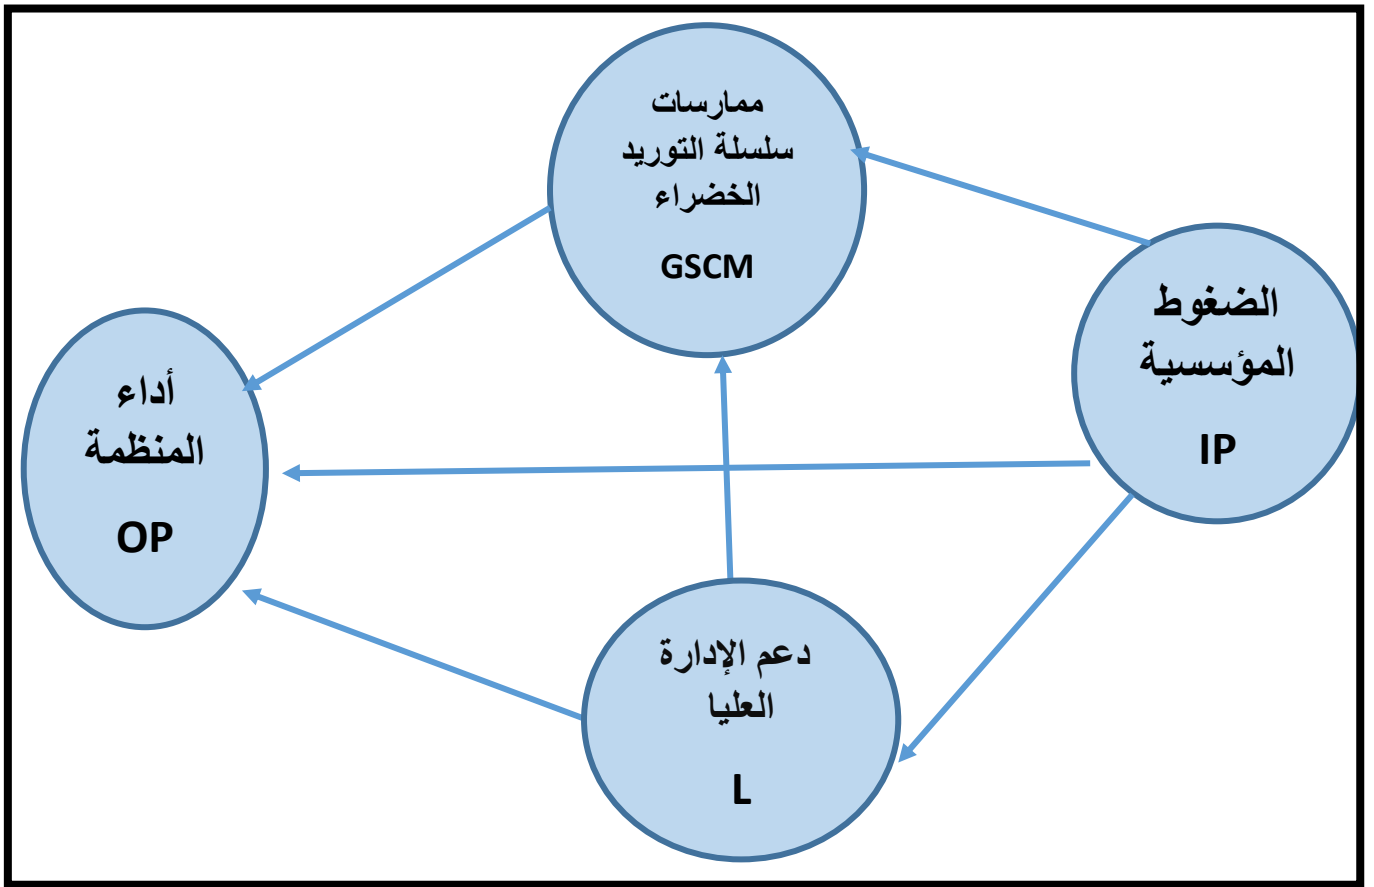 ممارسات
سلسلة التوريد
الخضراء
GSCM
الضغوط
المؤسسية
IP
أداء
المنظمة
OP
دعم الإدارة
العليا
L